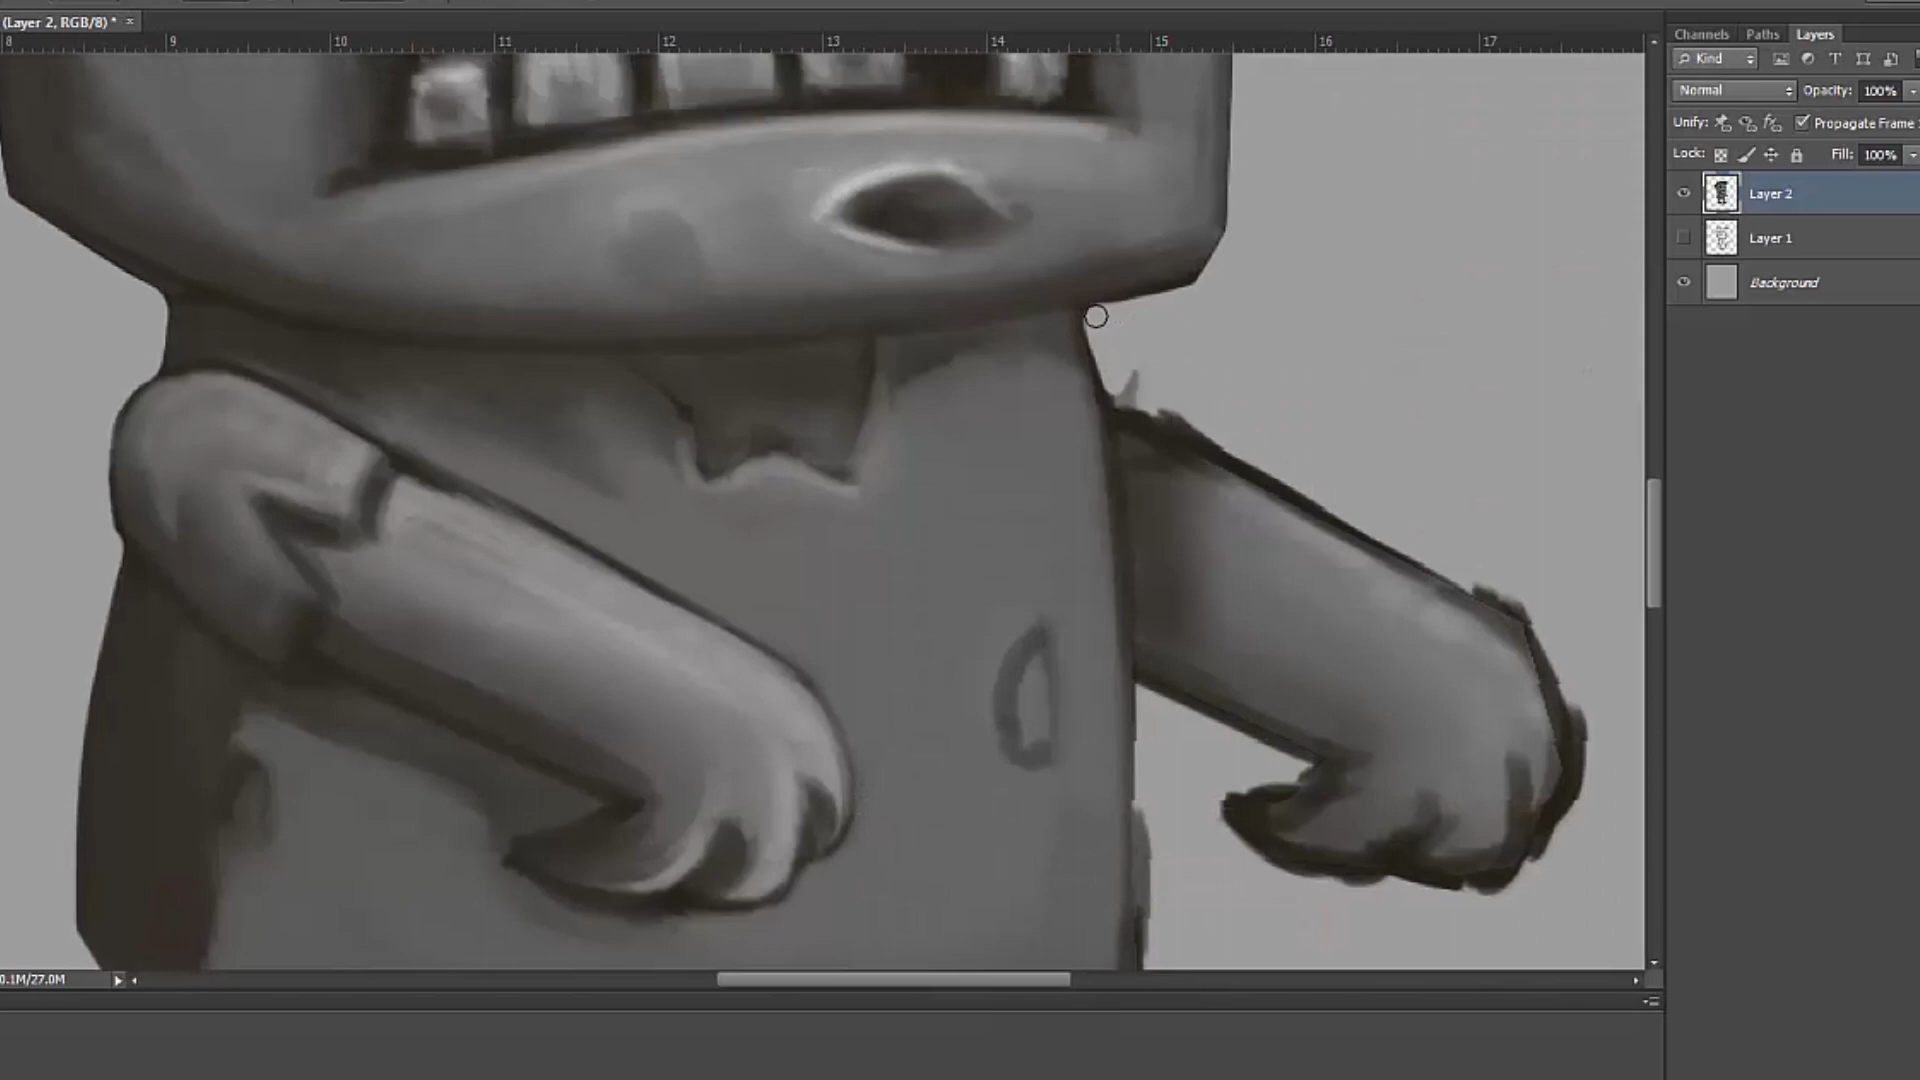 (Layer 2, RGB/8) * ×
8 9 10 11 12 13 14 15 16 17
Channels Paths Layers
Kind
Normal Opacity: 100%
Unify: Propagate Frame
Lock: Fill: 100%
Layer 2
Layer 1
Background
0.1M/27.0M